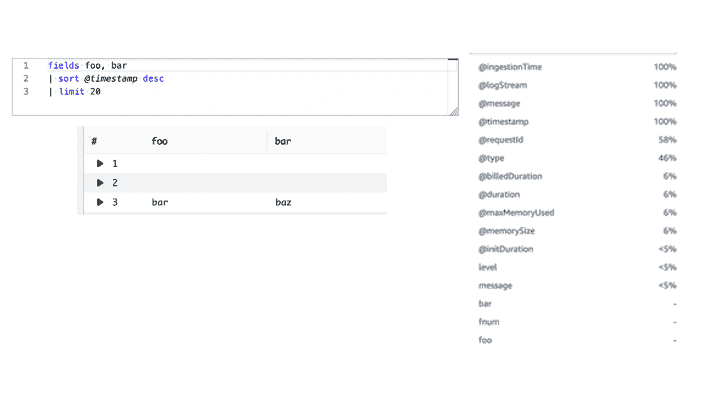 1 fields foo, bar
2 | sort @timestamp desc
3 | limit 20
# foo bar
1
2
3 bar baz
@ingestionTime 100%
@logStream 100%
@message 100%
@timestamp 100%
@requestId 58%
@type 46%
@billedDuration 6%
@duration 6%
@maxMemoryUsed 6%
@memorySize 6%
@initDuration <5%
level <5%
message <5%
bar -
fnum -
foo -